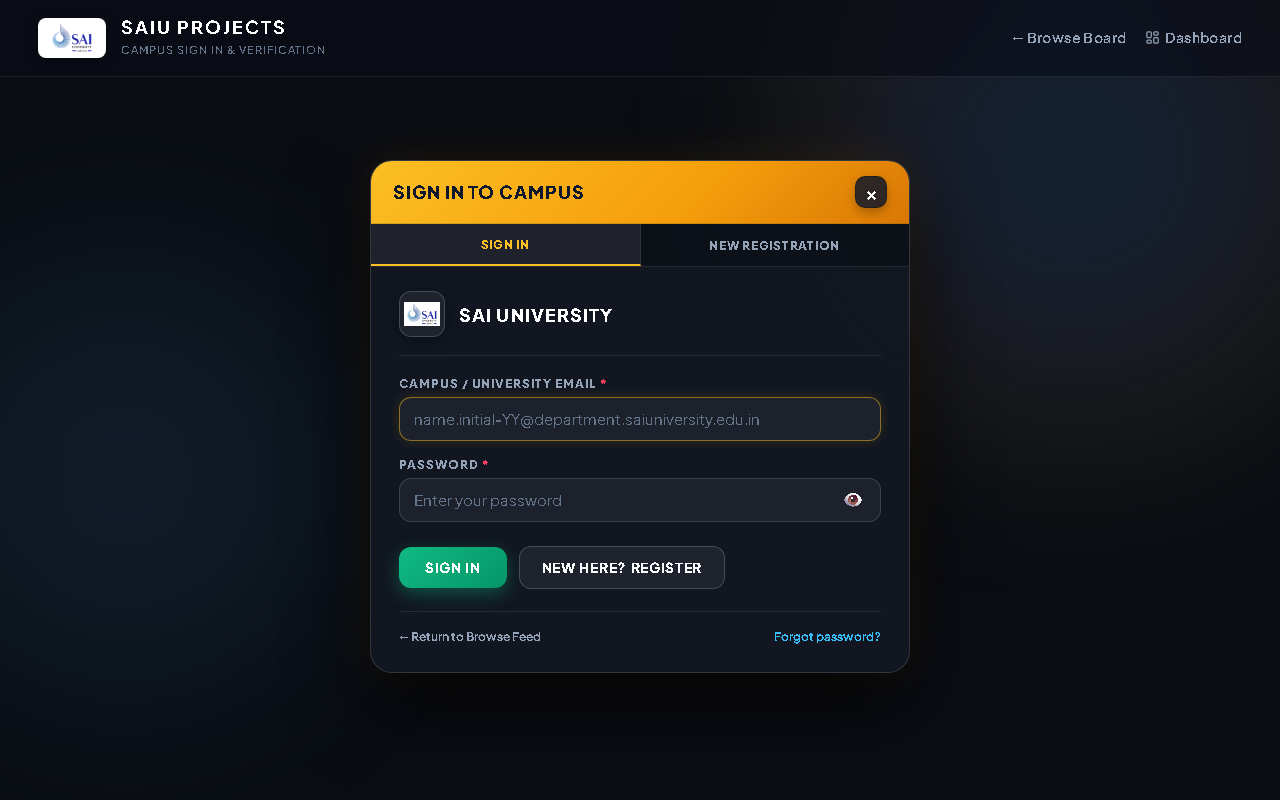 SAI
SAIU PROJECTS
CAMPUS SIGN IN & VERIFICATION
← Browse Board
Dashboard
SIGN IN TO CAMPUS
×
SIGN IN
NEW REGISTRATION
SAI
SAI UNIVERSITY
CAMPUS / UNIVERSITY EMAIL *
name.initial-YY@department.saiuniversity.edu.in
PASSWORD *
Enter your password
SIGN IN
NEW HERE? REGISTER
← Return to Browse Feed
Forgot password?